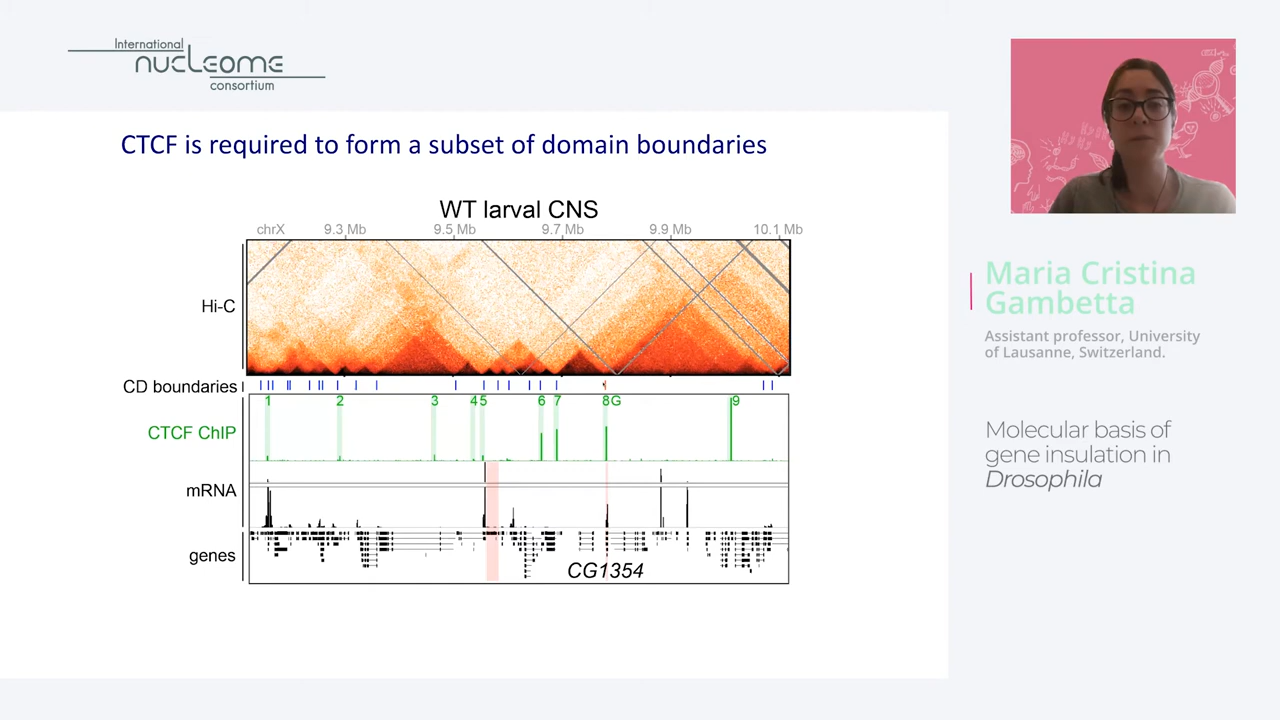 International
nucleome
consortium
CTCF is required to form a subset of domain boundaries
WT larval CNS
chrX 9.3 Mb 9.5 Mb 9.7 Mb 9.9 Mb 10.1 Mb
Hi-C
CD boundaries
1 2 3 4 5 6 7 8G 9
CTCF ChIP
mRNA
genes
CG1354
Maria Cristina
Gambetta
Assistant professor, University
of Lausanne, Switzerland.
Molecular basis of
gene insulation in
Drosophila